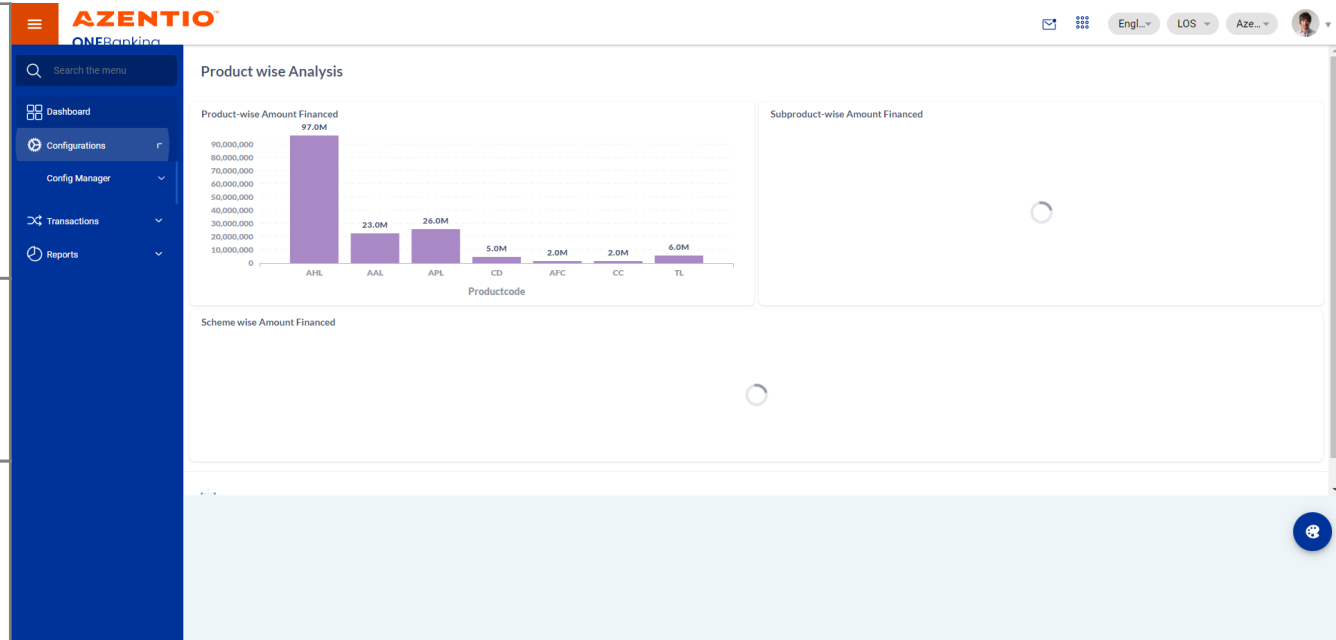 AZENTIO™
ONEBanking
Engl...
LOS
Aze...
Search the menu
Dashboard
Configurations
Config Manager
Transactions
Reports
Product wise Analysis
Product-wise Amount Financed
97.0M
90,000,000
80,000,000
70,000,000
60,000,000
50,000,000
40,000,000
30,000,000
20,000,000
10,000,000
0
23.0M
26.0M
5.0M
2.0M
2.0M
6.0M
AHL AAL APL CD AFC CC TL
Productcode
Subproduct-wise Amount Financed
Scheme wise Amount Financed